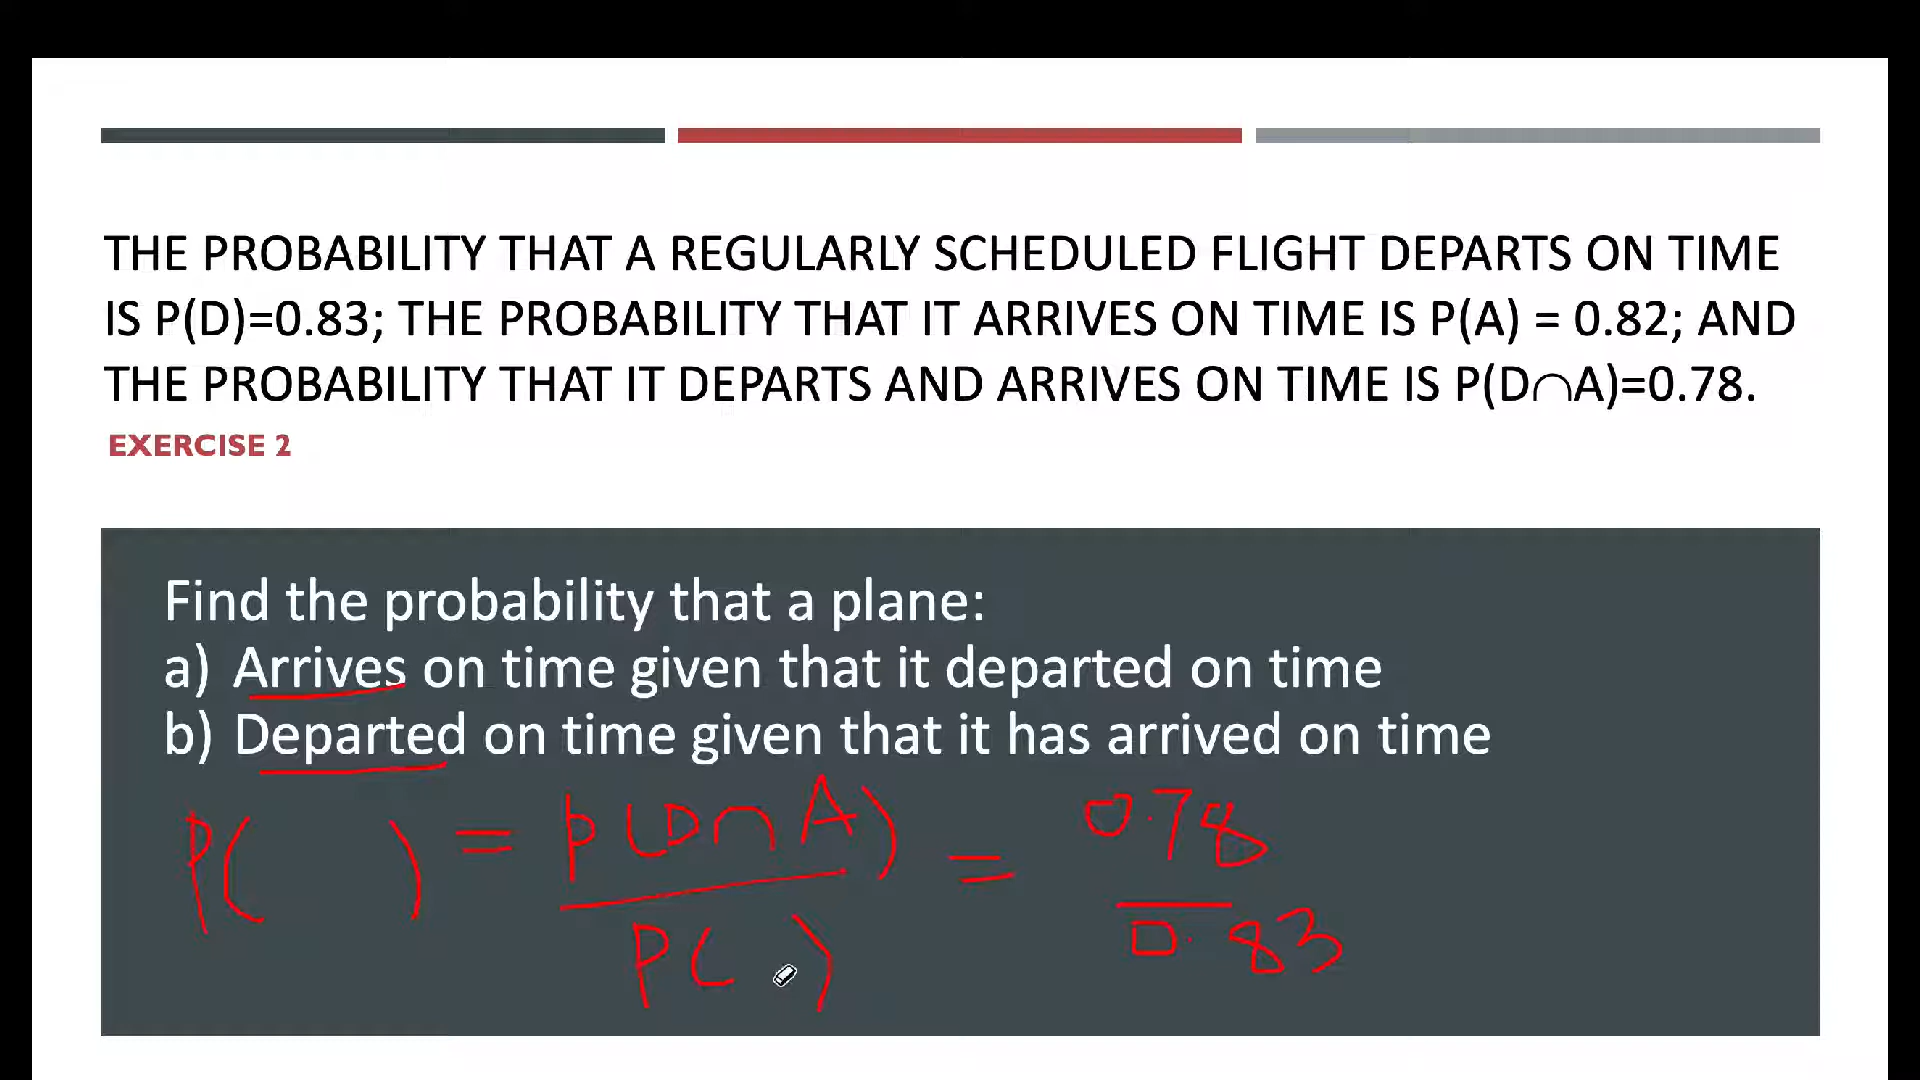 THE PROBABILITY THAT A REGULARLY SCHEDULED FLIGHT DEPARTS ON TIME
IS P(D)=0.83; THE PROBABILITY THAT IT ARRIVES ON TIME IS P(A) = 0.82; AND
THE PROBABILITY THAT IT DEPARTS AND ARRIVES ON TIME IS P(D∩A)=0.78.
EXERCISE 2
Find the probability that a plane:
a) Arrives on time given that it departed on time
b) Departed on time given that it has arrived on time
P( ) = P(D∩A) = 0.78
P( ) 0.83